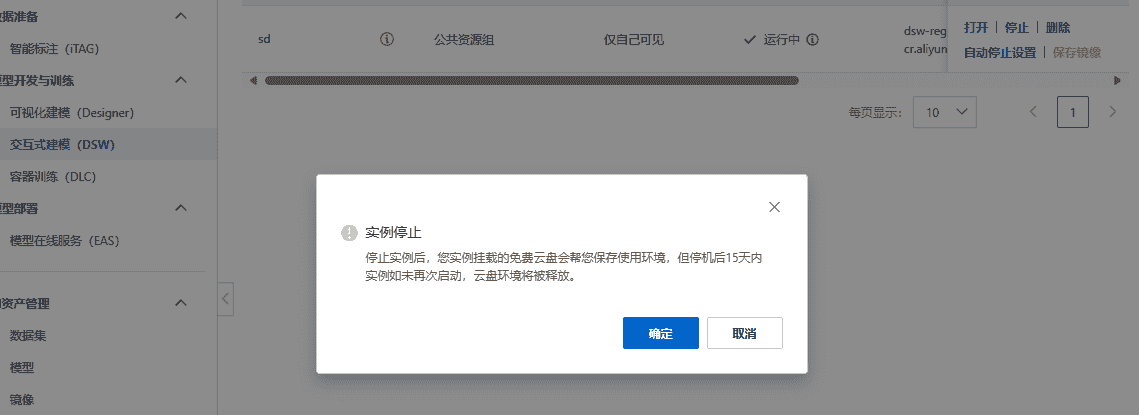 据准备
智能标注（iTAG）
型开发与训练
可视化建模（Designer）
交互式建模（DSW）
容器训练（DLC）
型部署
模型在线服务（EAS）
资产管理
数据集
模型
镜像
sd
公共资源组
仅自己可见
运行中
dsw-reg
cr.aliyun
打开 | 停止 | 删除
自动停止设置 | 保存镜像
每页显示： 10
1
实例停止
停止实例后，您实例挂载的免费云盘会帮您保存使用环境，但停机后15天内
实例如未再次启动，云盘环境将被释放。
确定
取消